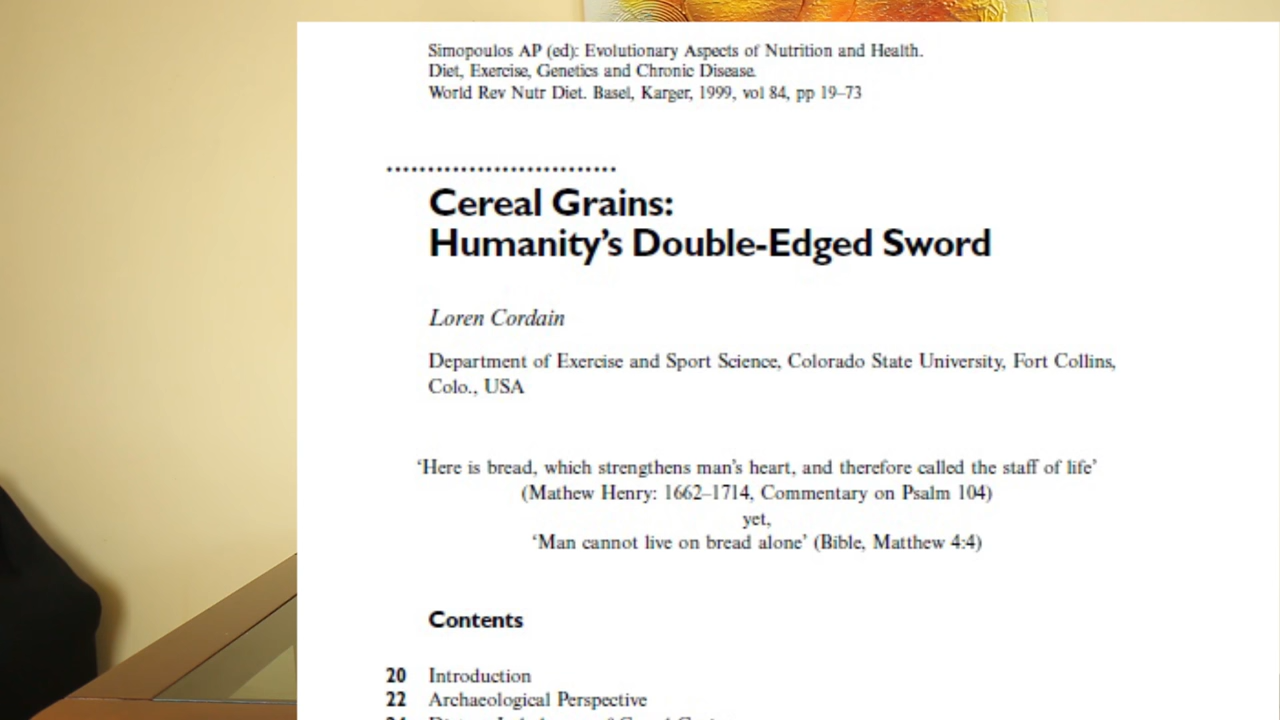 Simopoulos AP (ed): Evolutionary Aspects of Nutrition and Health.
Diet, Exercise, Genetics and Chronic Disease.
World Rev Nutr Diet. Basel, Karger, 1999, vol 84, pp 19–73
Cereal Grains:
Humanity's Double-Edged Sword
Loren Cordain
Department of Exercise and Sport Science, Colorado State University, Fort Collins,
Colo., USA
‘Here is bread, which strengthens man's heart, and therefore called the staff of life’
(Mathew Henry: 1662–1714, Commentary on Psalm 104)
yet,
‘Man cannot live on bread alone’ (Bible, Matthew 4:4)
Contents
20 Introduction
22 Archaeological Perspective